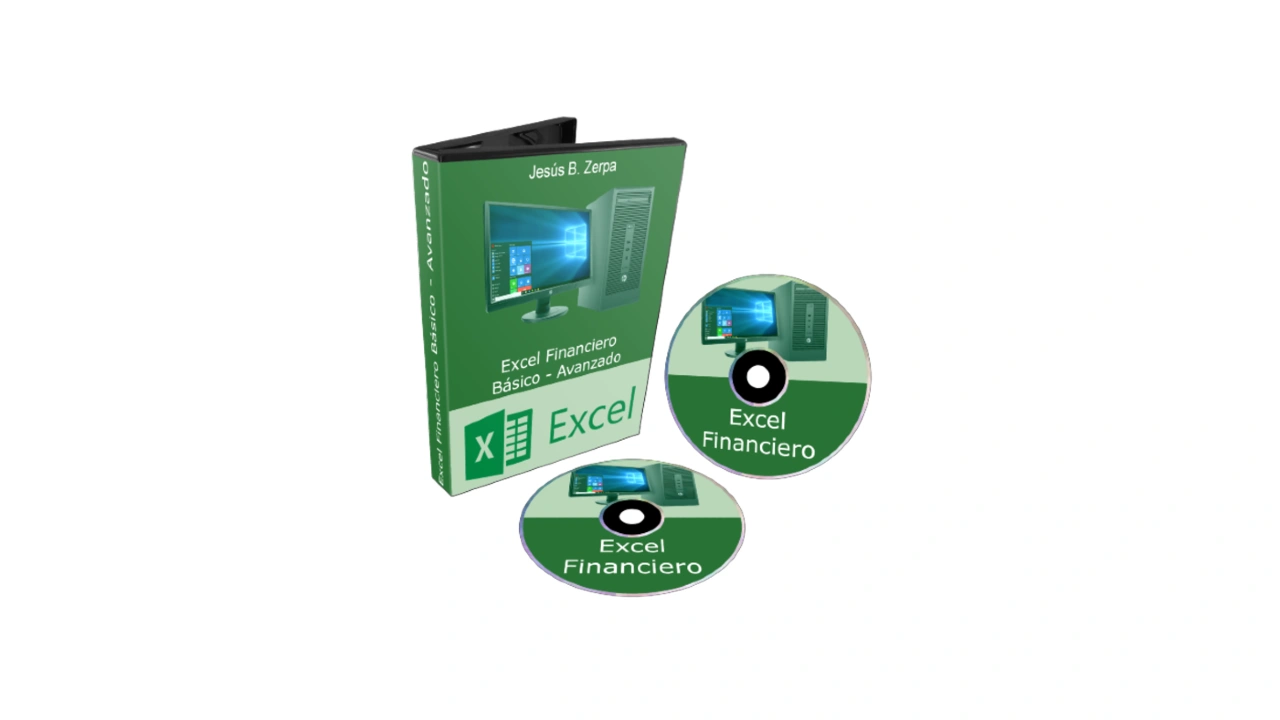 Jesús B. Zerpa
Excel Financiero
Básico - Avanzado
X
Excel
Excel Financiero Básico - Avanzado
Excel
Financiero
Excel
Financiero